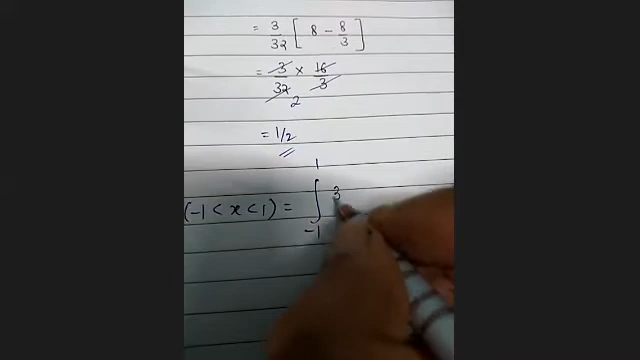 = 3/32 [ 8 - 8/3 ]
= 3/32 × 16/3
2
= 1/2
(-1 < x < 1) = ∫_{-1}^{1} 3